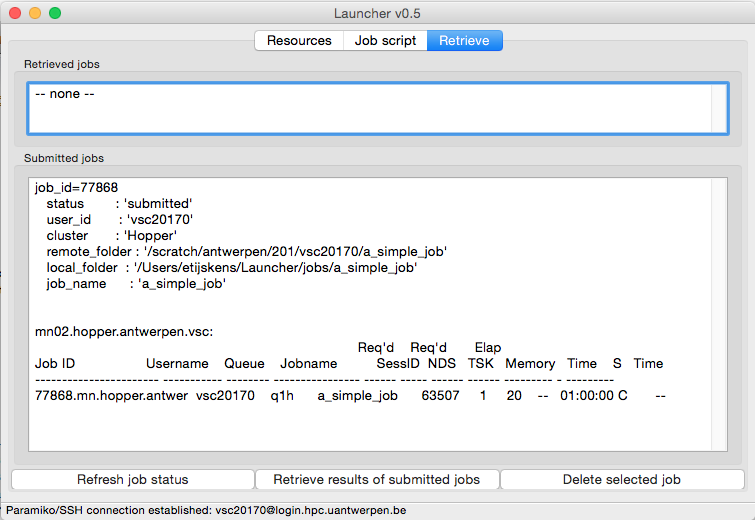 Launcher v0.5
Resources Job script Retrieve
Retrieved jobs
-- none --
Submitted jobs
job_id=77868
status : 'submitted'
user_id : 'vsc20170'
cluster : 'Hopper'
remote_folder : '/scratch/antwerpen/201/vsc20170/a_simple_job'
local_folder : '/Users/etijskens/Launcher/jobs/a_simple_job'
job_name : 'a_simple_job'
mn02.hopper.antwerpen.vsc:
Req'd Req'd Elap
Job ID Username Queue Jobname SessID NDS TSK Memory Time S Time
----------------------- ----------- -------- ---------------- ------ ----- ------ --------- - ---------
77868.mn.hopper.antwer vsc20170 q1h a_simple_job 63507 1 20 -- 01:00:00 C --
Refresh job status Retrieve results of submitted jobs Delete selected job
Paramiko/SSH connection established: vsc20170@login.hpc.uantwerpen.be